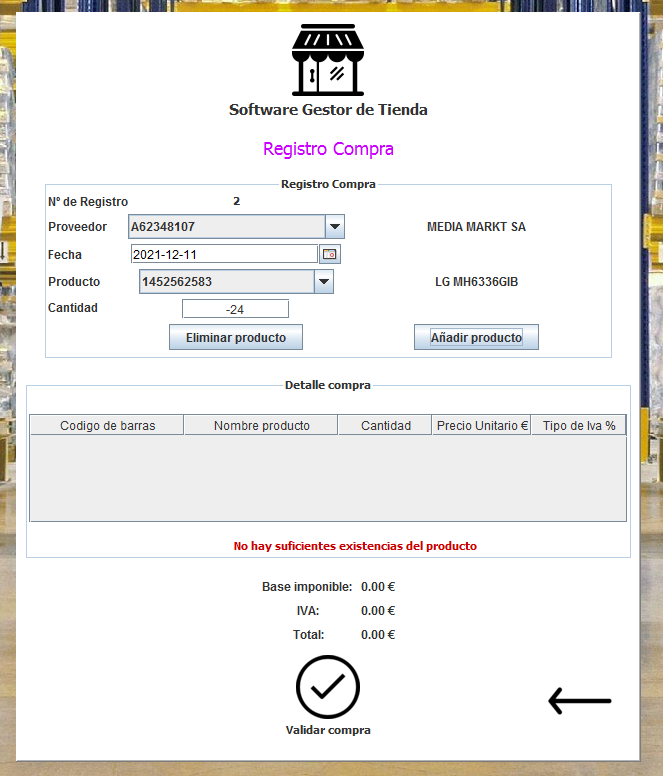 Software Gestor de Tienda
Registro Compra
Registro Compra
Nº de Registro 2
Proveedor A62348107 MEDIA MARKT SA
Fecha 2021-12-11
Producto 1452562583 LG MH6336GIB
Cantidad -24
Eliminar producto Añadir producto
Detalle compra
Codigo de barras Nombre producto Cantidad Precio Unitario € Tipo de Iva %
No hay suficientes existencias del producto
Base imponible: 0.00 €
IVA: 0.00 €
Total: 0.00 €
Validar compra